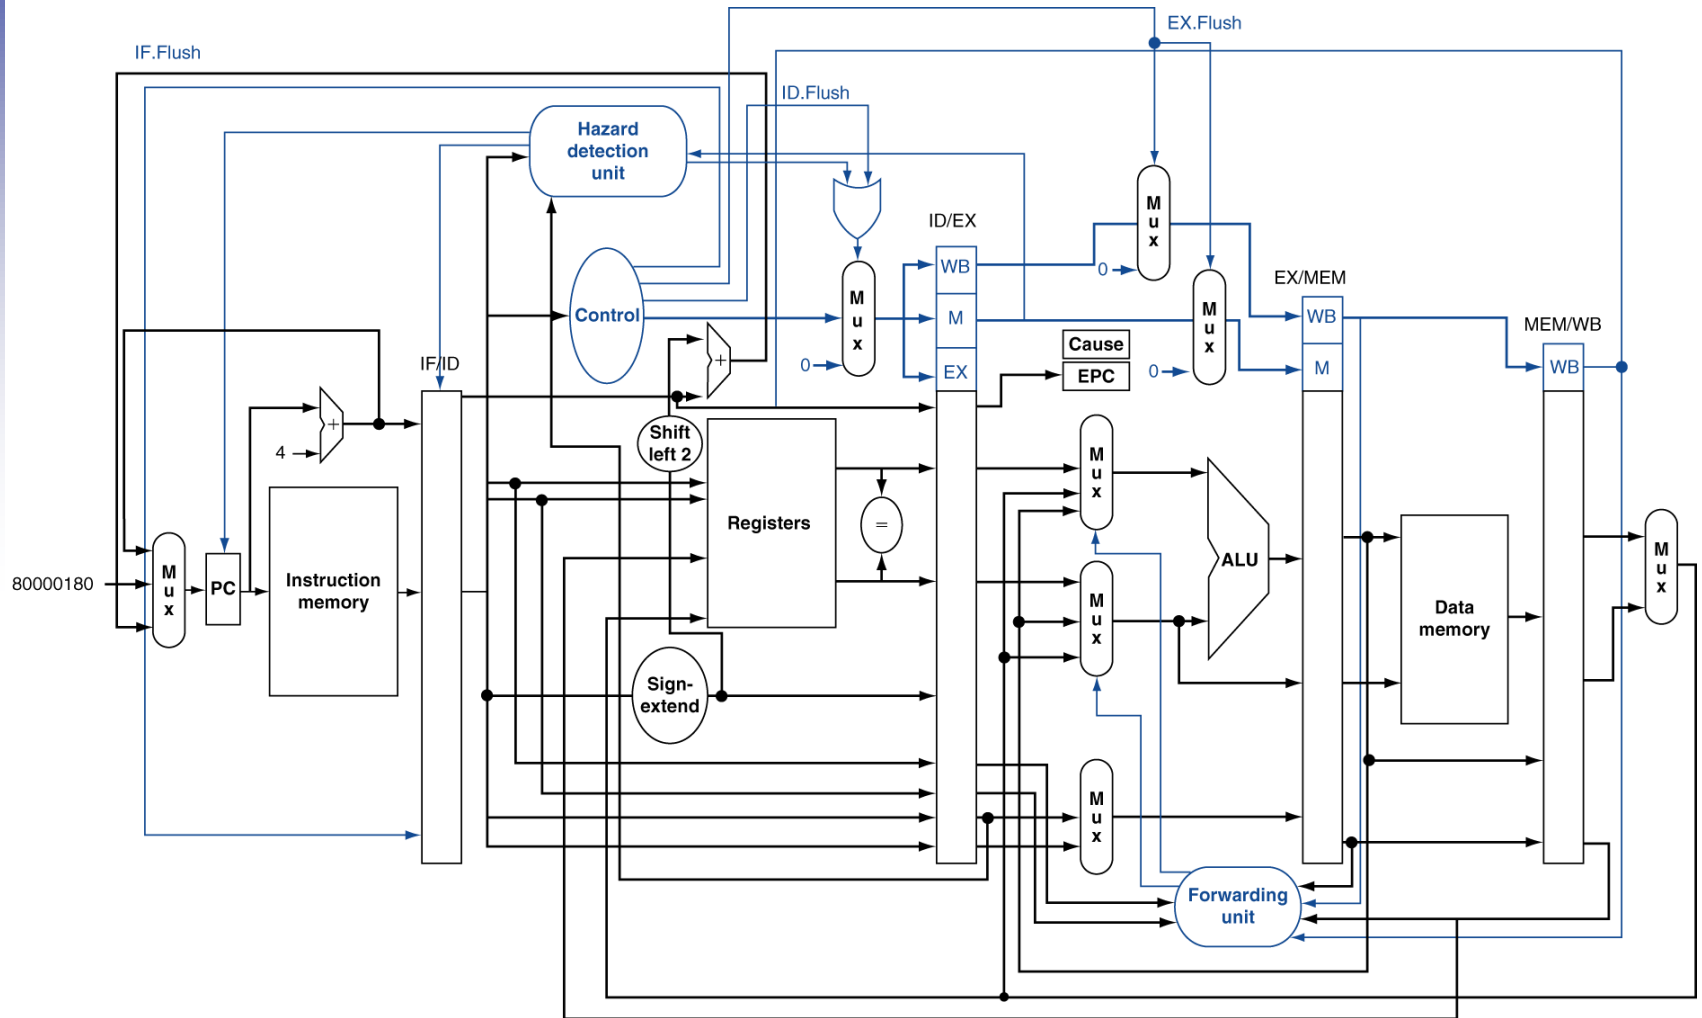 EX.Flush
IF.Flush
ID.Flush
Hazard
detection
unit
M
u
x
ID/EX
WB
0
EX/MEM
Control
M
u
x
M
M
u
x
WB
MEM/WB
Cause
IF/ID
+
0
EX
EPC
0
M
WB
+
4
Shift
left 2
M
u
x
Registers
=
M
u
x
ALU
M
u
x
80000180
PC
Instruction
memory
M
u
x
Data
memory
Sign-
extend
M
u
x
Forwarding
unit